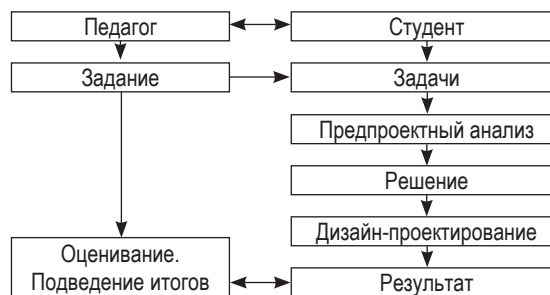 Педагог
Студент
Задание
Задачи
Предпроектный анализ
Решение
Дизайн-проектирование
Оценивание.
Подведение итогов
Результат